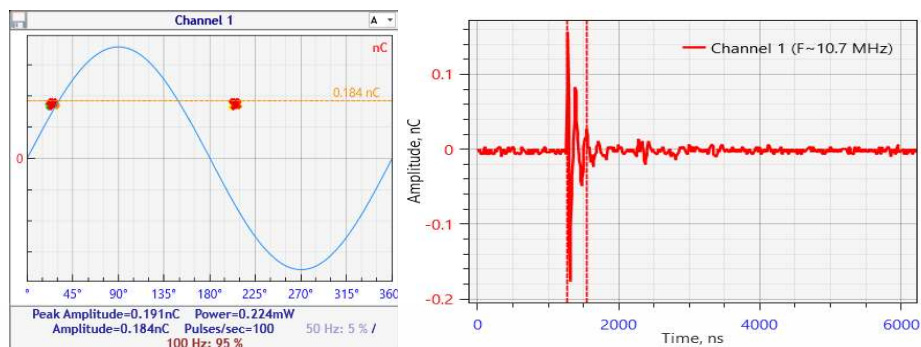 Channel 1
A
nC
0.184 nC
0
° 45° 90° 180° 225° 270° 315° 360
Peak Amplitude=0.191nC Power=0.224mW
Amplitude=0.184nC Pulses/sec=100 50 Hz: 5 % /
100 Hz: 95 %
Channel 1 (F~10.7 MHz)
Amplitude, nC
0.1
0
-0.1
-0.2
0 2000 4000 6000
Time, ns